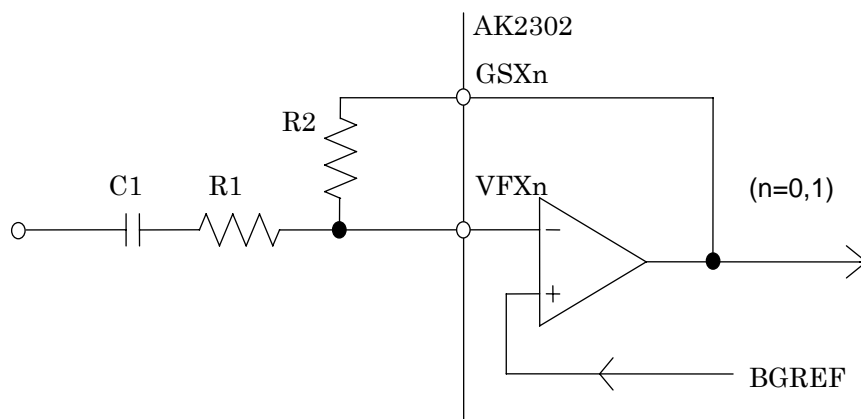 AK2302
GSXn
R2
C1
R1
VFXn
(n=0,1)
−
+
BGREF